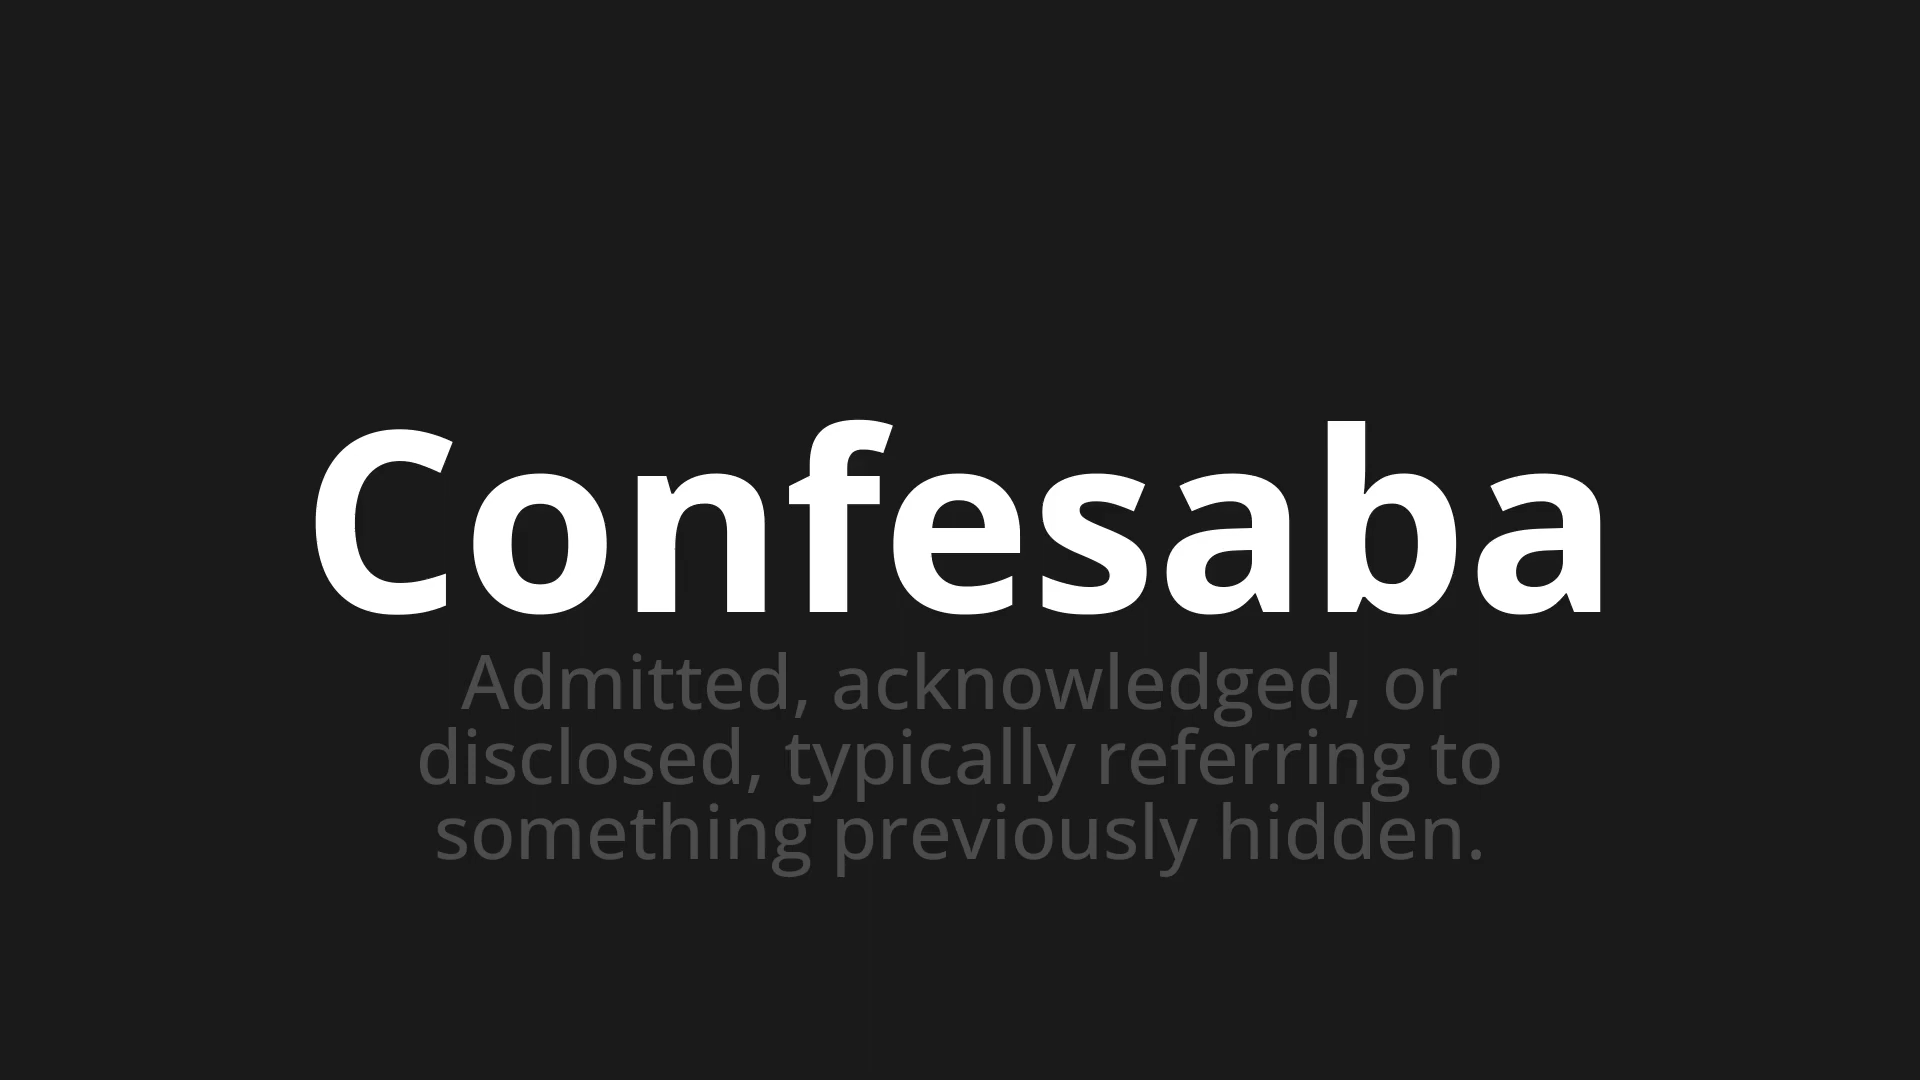 Confesaba
Admitted, acknowledged, or
disclosed, typically referring to
something previously hidden.